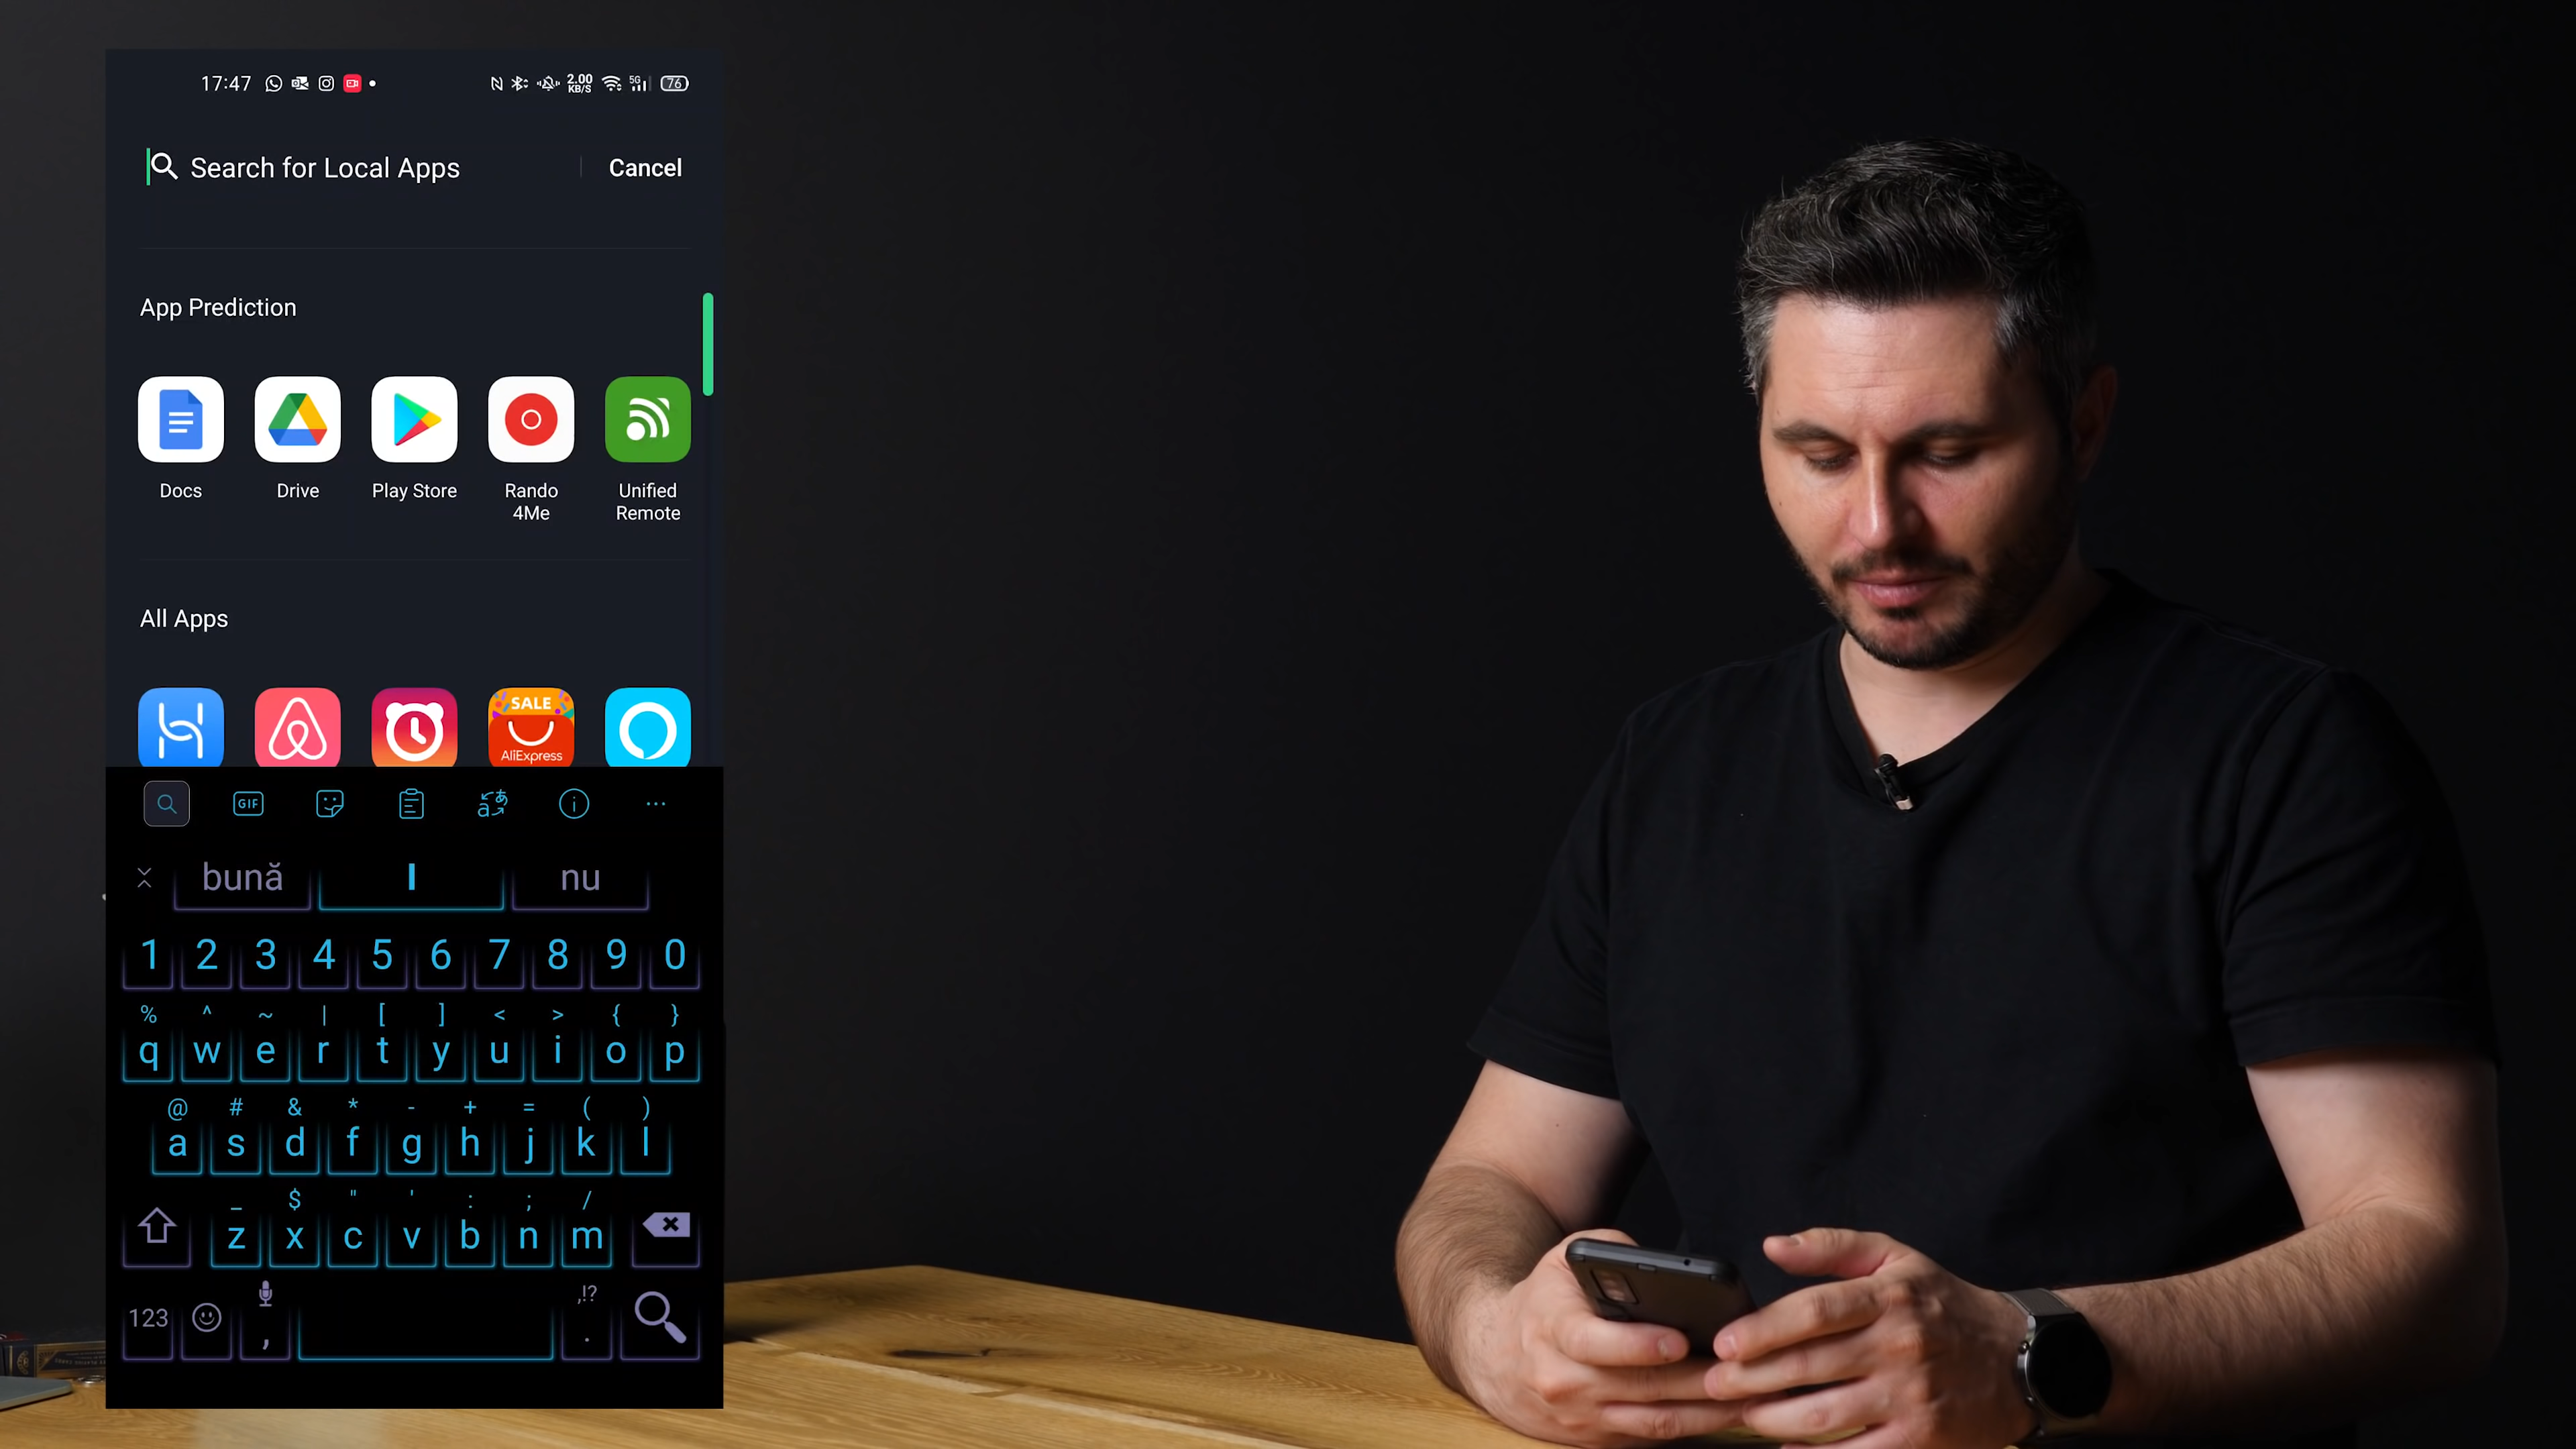 17:47 2.00 KB/S 5G 76
Search for Local Apps Cancel
App Prediction
Docs Drive Play Store Rando 4Me Unified Remote
All Apps
SALE
AliExpress
GIF
bună I nu
1 2 3 4 5 6 7 8 9 0
% ^ ~ | [ ] < > { }
q w e r t y u i o p
@ # & * - + = ( )
a s d f g h j k l
_ $ " ' : ; /
z x c v b n m
,!?
123 , .